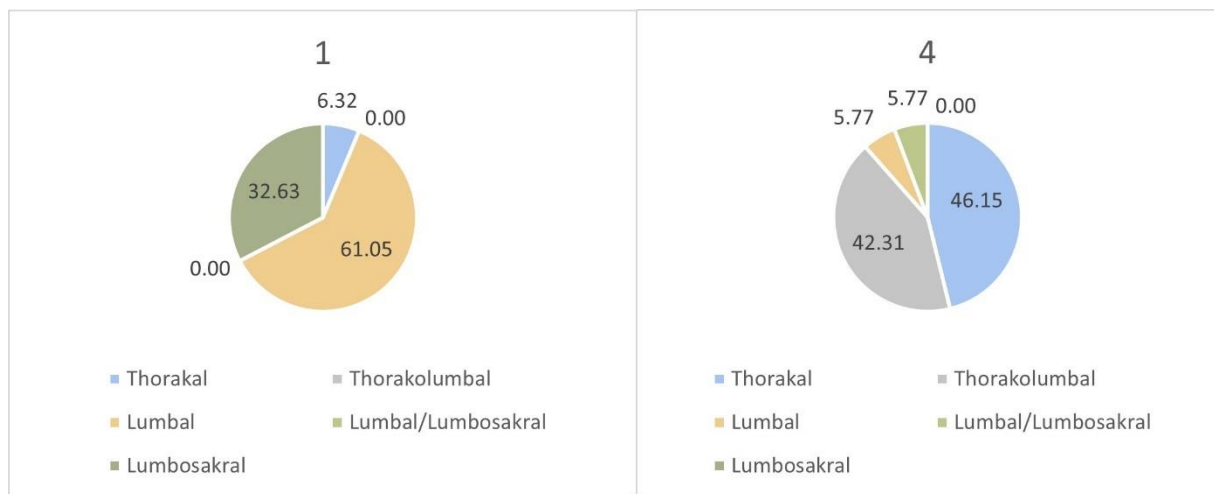 1
6.32
0.00
32.63
61.05
0.00
Thorakal
Thorakolumbal
Lumbal
Lumbal/Lumbosakral
Lumbosakral
4
5.77
0.00
5.77
46.15
42.31
Thorakal
Thorakolumbal
Lumbal
Lumbal/Lumbosakral
Lumbosakral